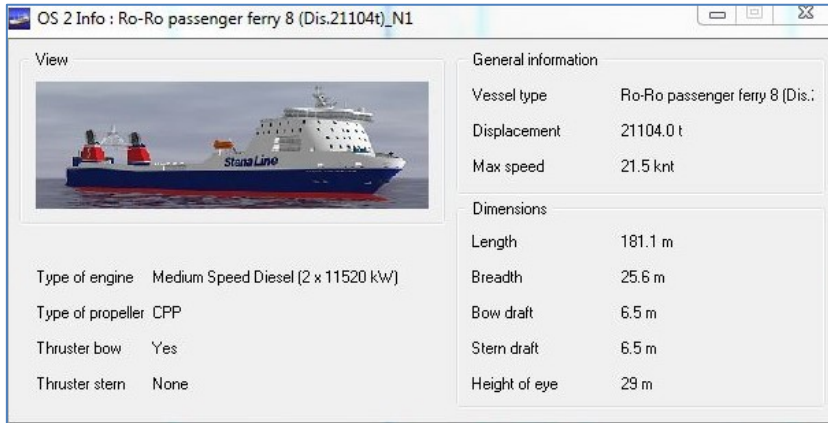 OS 2 Info : Ro-Ro passenger ferry 8 (Dis.21104t)_N1
View
Stena Line
Type of engine Medium Speed Diesel (2 x 11520 kW)
Type of propeller CPP
Thruster bow Yes
Thruster stern None
General information
Vessel type Ro-Ro passenger ferry 8 (Dis.:
Displacement 21104.0 t
Max speed 21.5 knt
Dimensions
Length 181.1 m
Breadth 25.6 m
Bow draft 6.5 m
Stern draft 6.5 m
Height of eye 29 m